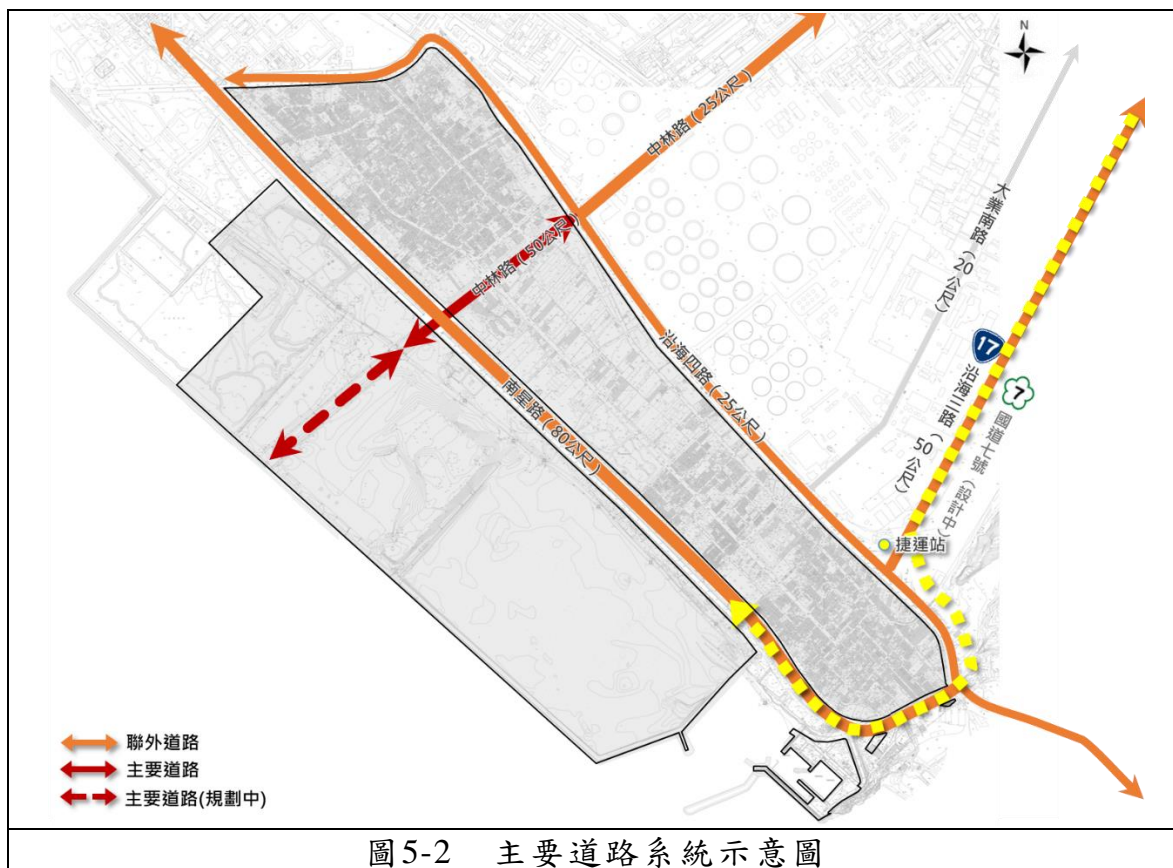 N
中林路（25公尺）
大業南路（20公尺）
中林路（50公尺）
沿海四路（25公尺）
17
沿海三路（50公尺）
7
國道七號（設計中）
南星路（80公尺）
捷運站
聯外道路
主要道路
主要道路(規劃中)
圖5-2 主要道路系統示意圖